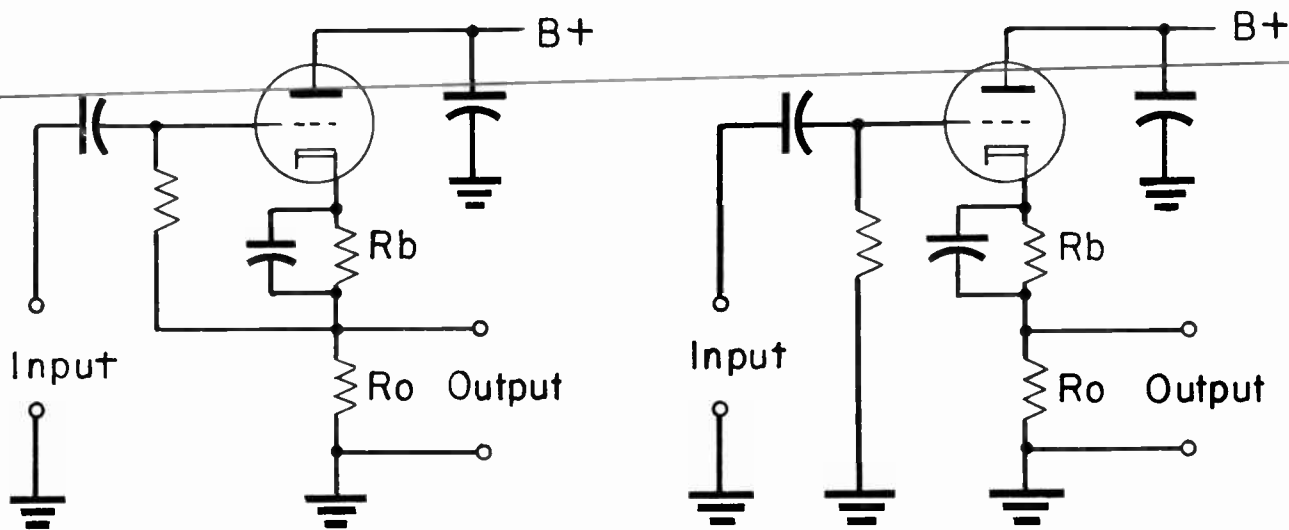 B+
Rb
Input
Ro Output
B+
Rb
Input
Ro Output